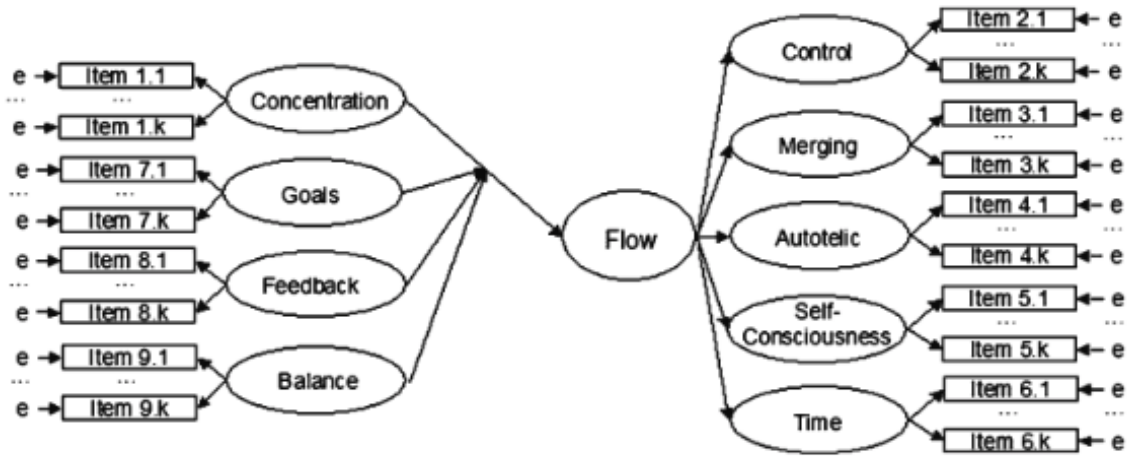 e Item 1.1
... ...
e Item 1.k
Concentration
e Item 7.1
... ...
e Item 7.k
Goals
e Item 8.1
... ...
e Item 8.k
Feedback
e Item 9.1
... ...
e Item 9.k
Balance
Flow
Control
Item 2.1 e
... ...
Item 2.k e
Merging
Item 3.1 e
... ...
Item 3.k e
Autotelic
Item 4.1 e
... ...
Item 4.k e
Self-
Consciousness
Item 5.1 e
... ...
Item 5.k e
Time
Item 6.1 e
... ...
Item 6.k e